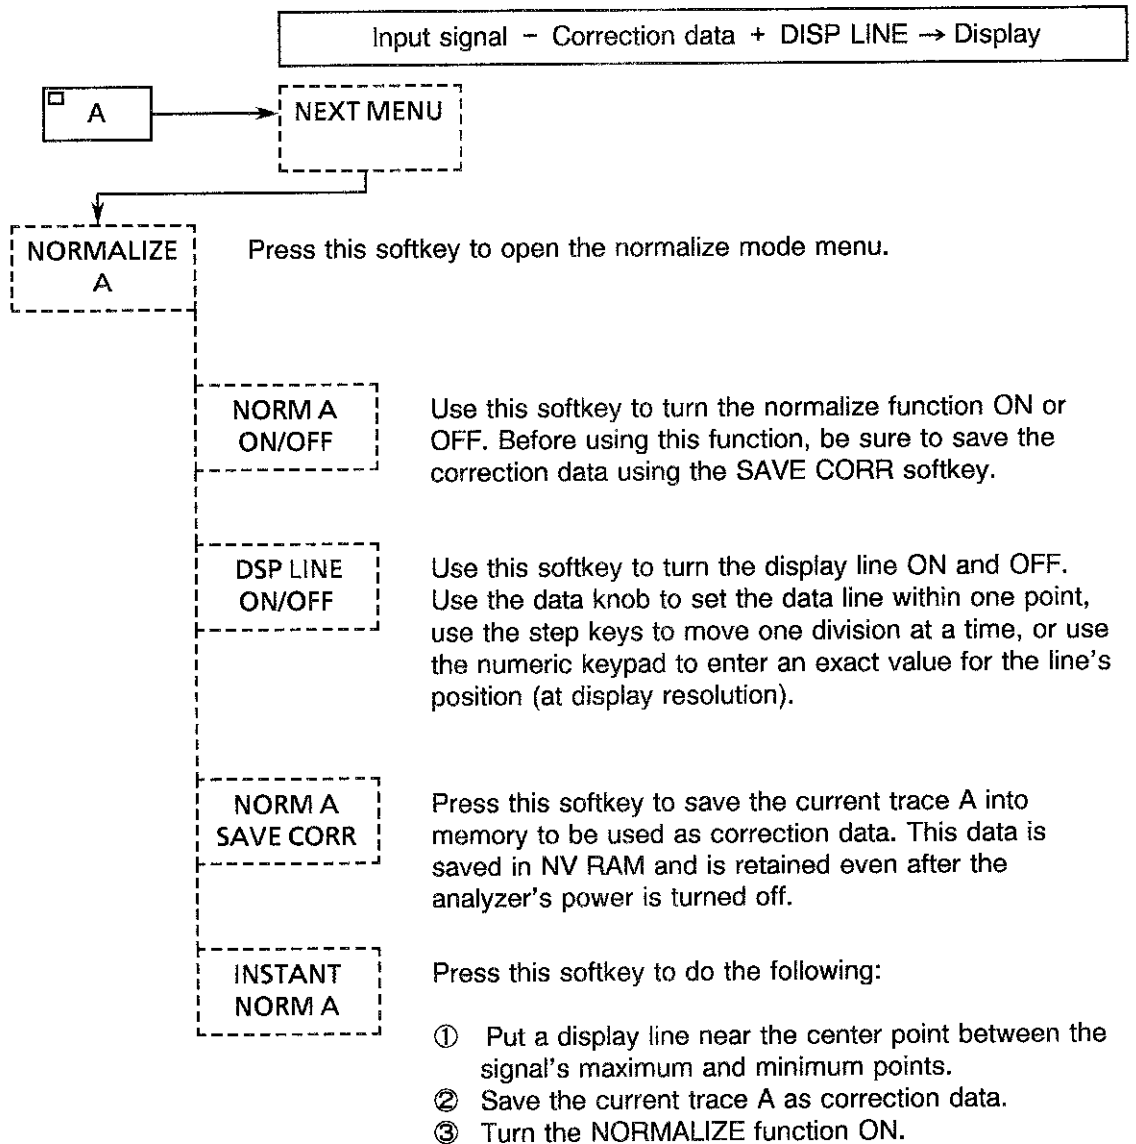 Input signal − Correction data + DISP LINE → Display
A
NEXT MENU
NORMALIZE
A
Press this softkey to open the normalize mode menu.
NORM A
ON/OFF
Use this softkey to turn the normalize function ON or
OFF. Before using this function, be sure to save the
correction data using the SAVE CORR softkey.
DSP LINE
ON/OFF
Use this softkey to turn the display line ON and OFF.
Use the data knob to set the data line within one point,
use the step keys to move one division at a time, or use
the numeric keypad to enter an exact value for the line's
position (at display resolution).
NORM A
SAVE CORR
Press this softkey to save the current trace A into
memory to be used as correction data. This data is
saved in NV RAM and is retained even after the
analyzer's power is turned off.
INSTANT
NORM A
Press this softkey to do the following:
① Put a display line near the center point between the
signal's maximum and minimum points.
② Save the current trace A as correction data.
③ Turn the NORMALIZE function ON.